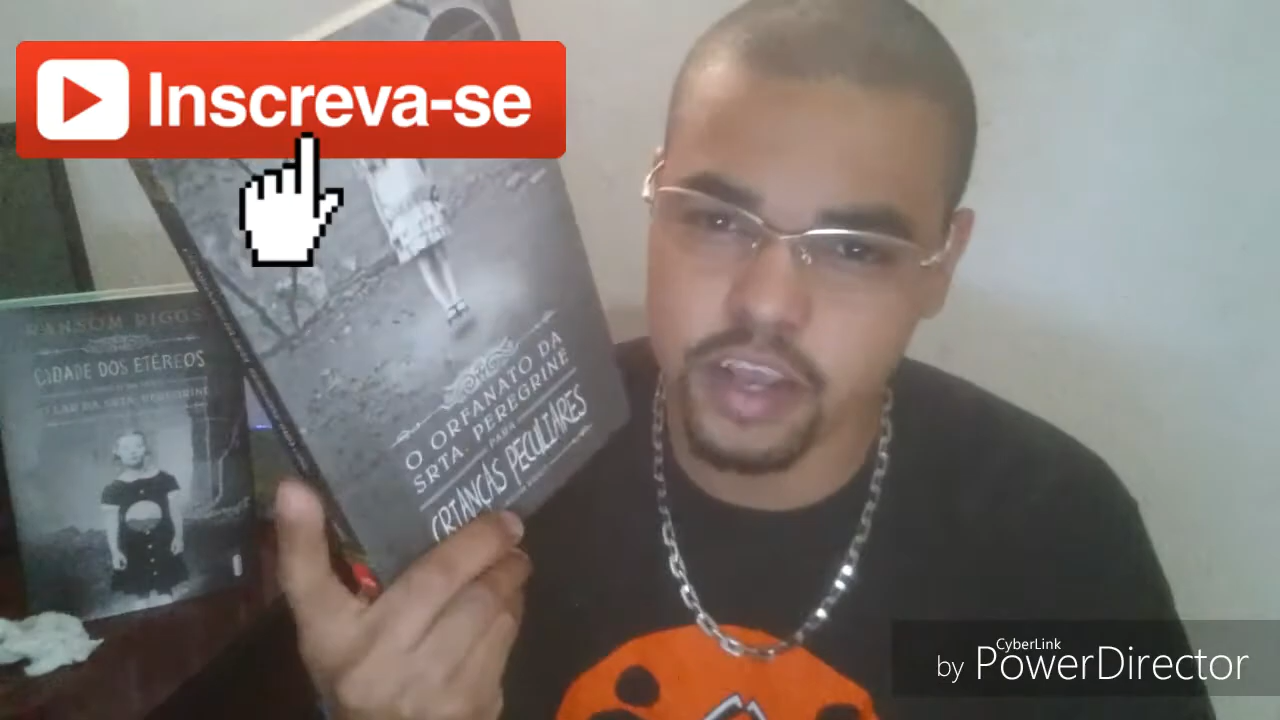 Inscreva-se
RANSOM RIGGS
CIDADE DOS ETÉREOS
O LAR DA SRTA. PEREGRINE
O ORFANATO DA
SRTA. PEREGRINE
PARA
CRIANÇAS PECULIARES
CyberLink
by PowerDirector